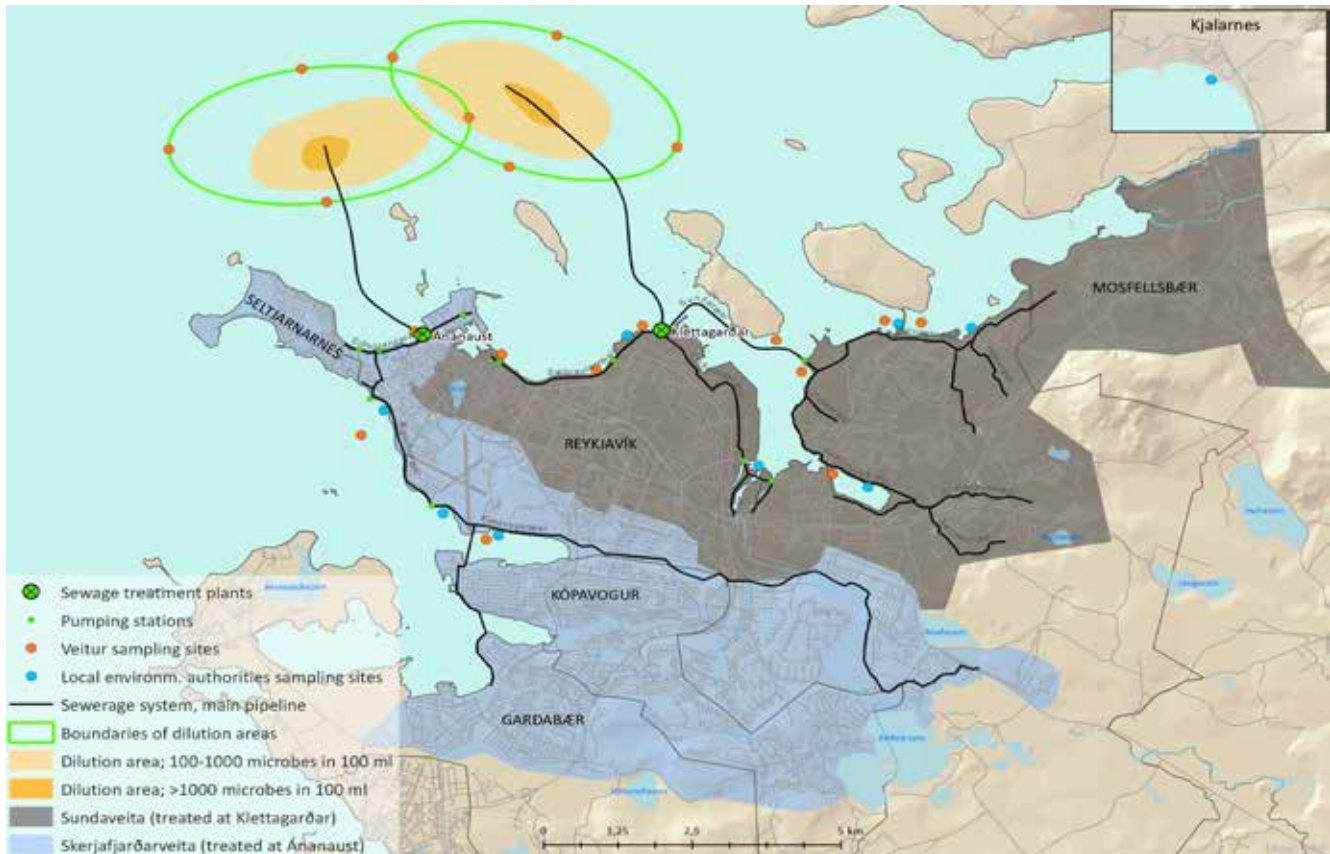 Kjalarnes
MOSFELLSBÆR
SELTJARNARNES
Ánanaust
Klettagarðar
REYKJAVÍK
KÓPAVOGUR
GARÐABÆR
Sewage treatment plants
Pumping stations
Veitur sampling sites
Local environm. authorities sampling sites
Sewerage system, main pipeline
Boundaries of dilution areas
Dilution area; 100-1000 microbes in 100 ml
Dilution area; >1000 microbes in 100 ml
Sundaveita (treated at Klettagarðar)
Skerjafjarðarveita (treated at Ánanaust)
0 1,25 2,5 5 km